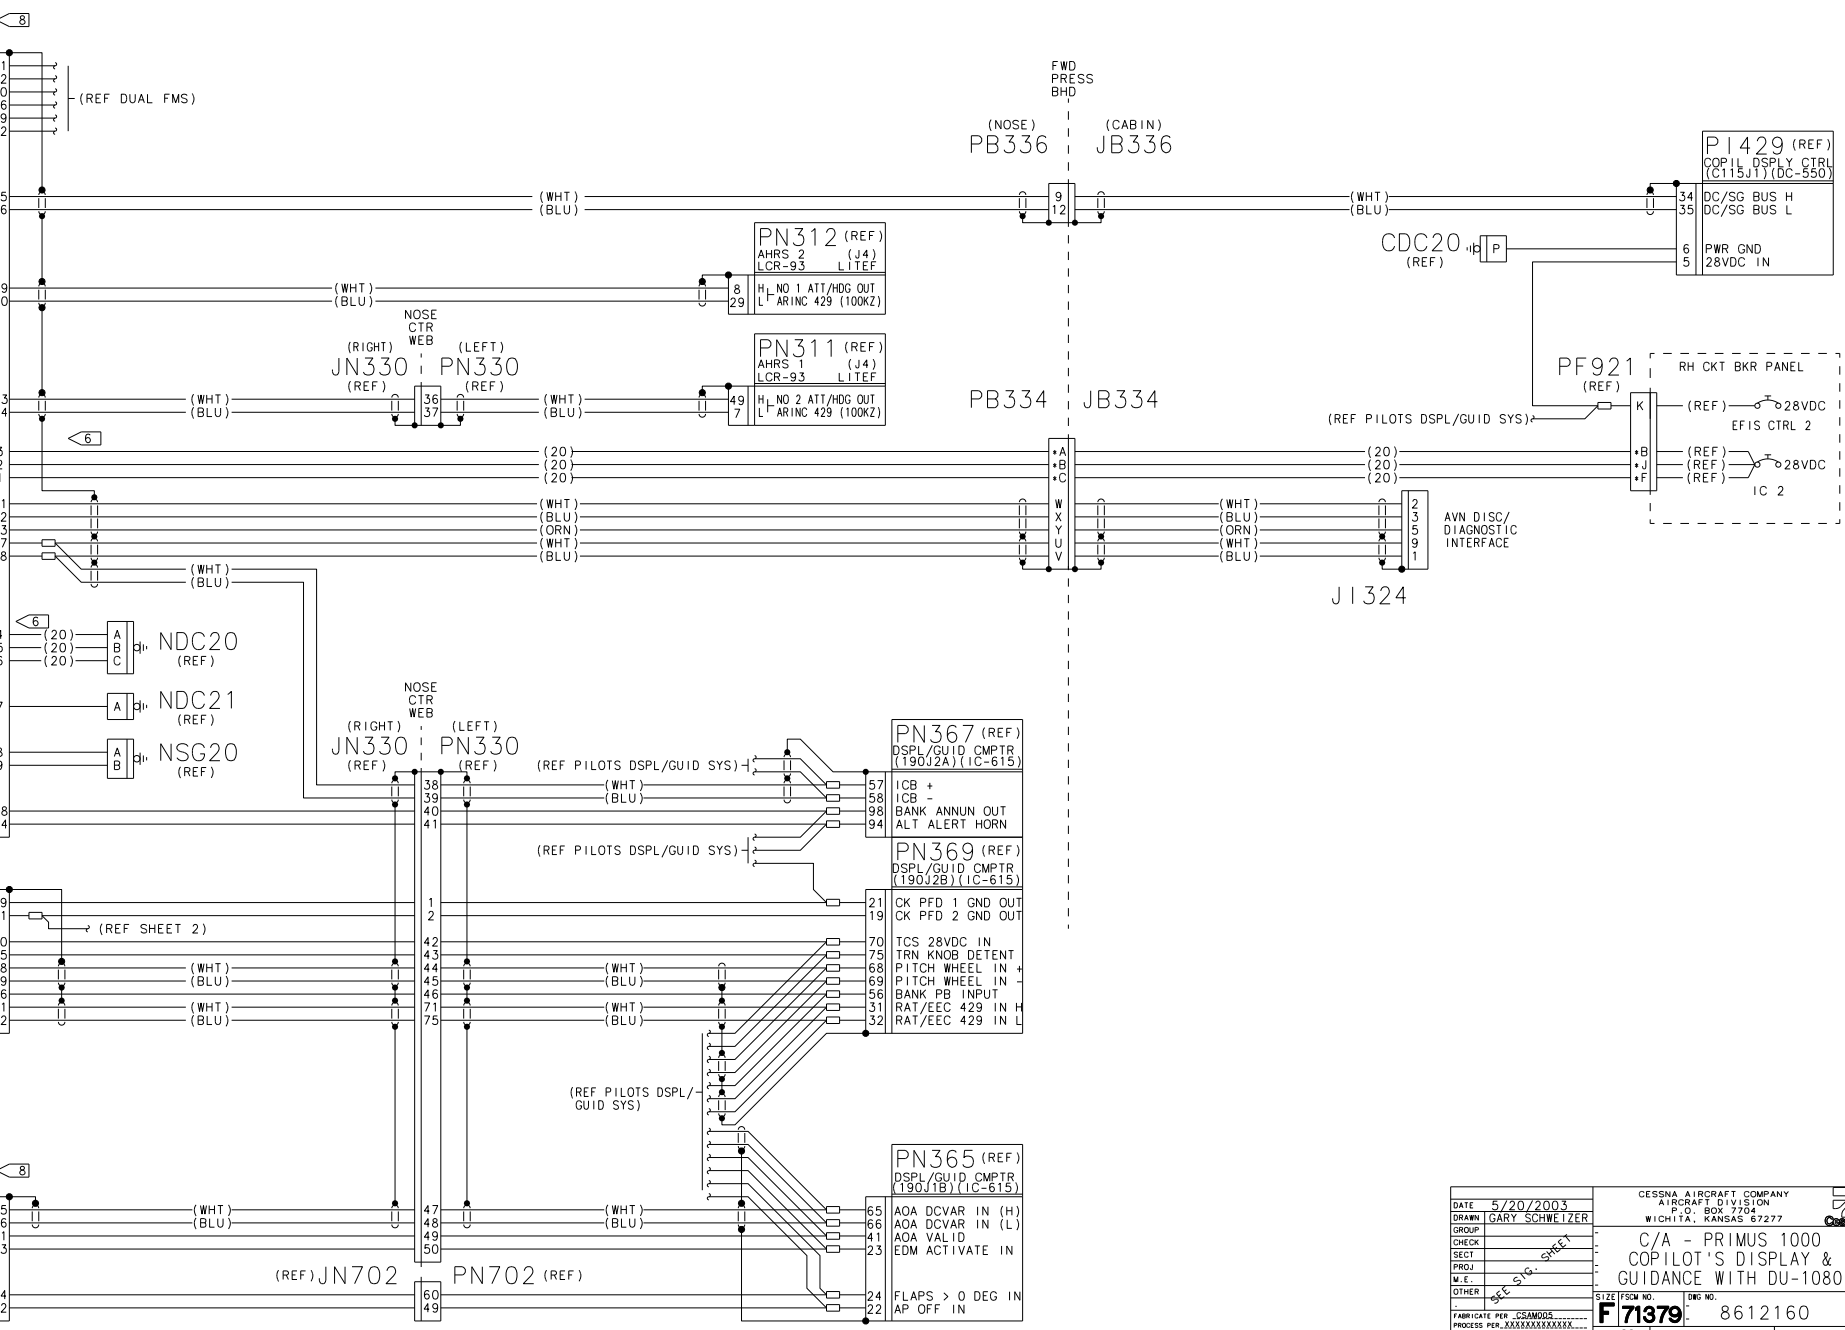 8
(REF DUAL FMS)
FWD
PRESS
BHD
(NOSE)
PB336
(CABIN)
JB336
9
12
(WHT)
(BLU)
(WHT)
(BLU)
PI429 (REF)
COPIL DSPLY CTRL
(C115J1)(DC-550)
34 DC/SG BUS H
35 DC/SG BUS L
6 PWR GND
5 28VDC IN
CDC20
(REF)
P
PN312 (REF)
AHRS 2 (J4)
LCR-93 LITEF
8 H NO 1 ATT/HDG OUT
29 L ARINC 429 (100KZ)
(WHT)
(BLU)
NOSE
CTR
WEB
(RIGHT)
JN330
(REF)
(LEFT)
PN330
(REF)
36
37
(WHT)
(BLU)
(WHT)
(BLU)
PN311 (REF)
AHRS 1 (J4)
LCR-93 LITEF
49 H NO 2 ATT/HDG OUT
7 L ARINC 429 (100KZ)
PB334
JB334
PF921
(REF)
RH CKT BKR PANEL
(REF PILOTS DSPL/GUID SYS)
K (REF) 28VDC
EFIS CTRL 2
*B (REF)
*J (REF) 28VDC
*F (REF)
IC 2
6
(20) *A (20)
(20) *B (20)
(20) *C (20)
(WHT) W (WHT) 2
(BLU) X (BLU) 3
(ORN) Y (ORN) 5
(WHT) U (WHT) 9
(BLU) V (BLU) 1
AVN DISC/
DIAGNOSTIC
INTERFACE
JI324
(WHT)
(BLU)
6
(20) A
(20) B
(20) C
NDC20
(REF)
A
NDC21
(REF)
A
B
NSG20
(REF)
NOSE
CTR
WEB
(RIGHT)
JN330
(REF)
(LEFT)
PN330
(REF)
(REF PILOTS DSPL/GUID SYS)
PN367 (REF)
DSPL/GUID CMPTR
(190J2A)(IC-615)
38 (WHT) 57 ICB +
39 (BLU) 58 ICB -
40 98 BANK ANNUN OUT
41 94 ALT ALERT HORN
(REF PILOTS DSPL/GUID SYS)
PN369 (REF)
DSPL/GUID CMPTR
(190J2B)(IC-615)
1 21 CK PFD 1 GND OUT
2 19 CK PFD 2 GND OUT
(REF SHEET 2)
42 70 TCS 28VDC IN
43 75 TRN KNOB DETENT
(WHT) 44 (WHT) 68 PITCH WHEEL IN +
(BLU) 45 (BLU) 69 PITCH WHEEL IN -
46 56 BANK PB INPUT
(WHT) 71 (WHT) 31 RAT/EEC 429 IN H
(BLU) 75 (BLU) 32 RAT/EEC 429 IN L
(REF PILOTS DSPL/
GUID SYS)
8
PN365 (REF)
DSPL/GUID CMPTR
(190J1B)(IC-615)
(WHT) 47 (WHT) 65 AOA DCVAR IN (H)
(BLU) 48 (BLU) 66 AOA DCVAR IN (L)
49 41 AOA VALID
50 23 EDM ACTIVATE IN
(REF) JN702
PN702 (REF)
60 24 FLAPS > 0 DEG IN
49 22 AP OFF IN
DATE 5/20/2003
DRAWN GARY SCHWEIZER
GROUP
CHECK
SECT
PROJ
M.E.
OTHER
SEE SIG. SHEET
FABRICATE PER CSAM005
PROCESS PER XXXXXXXXXXXXX
CESSNA AIRCRAFT COMPANY
AIRCRAFT DIVISION
P.O. BOX 7704
WICHITA, KANSAS 67277
C/A - PRIMUS 1000
COPILOT'S DISPLAY &
GUIDANCE WITH DU-1080
SIZE FSCM NO. DWG NO.
F 71379 8612160